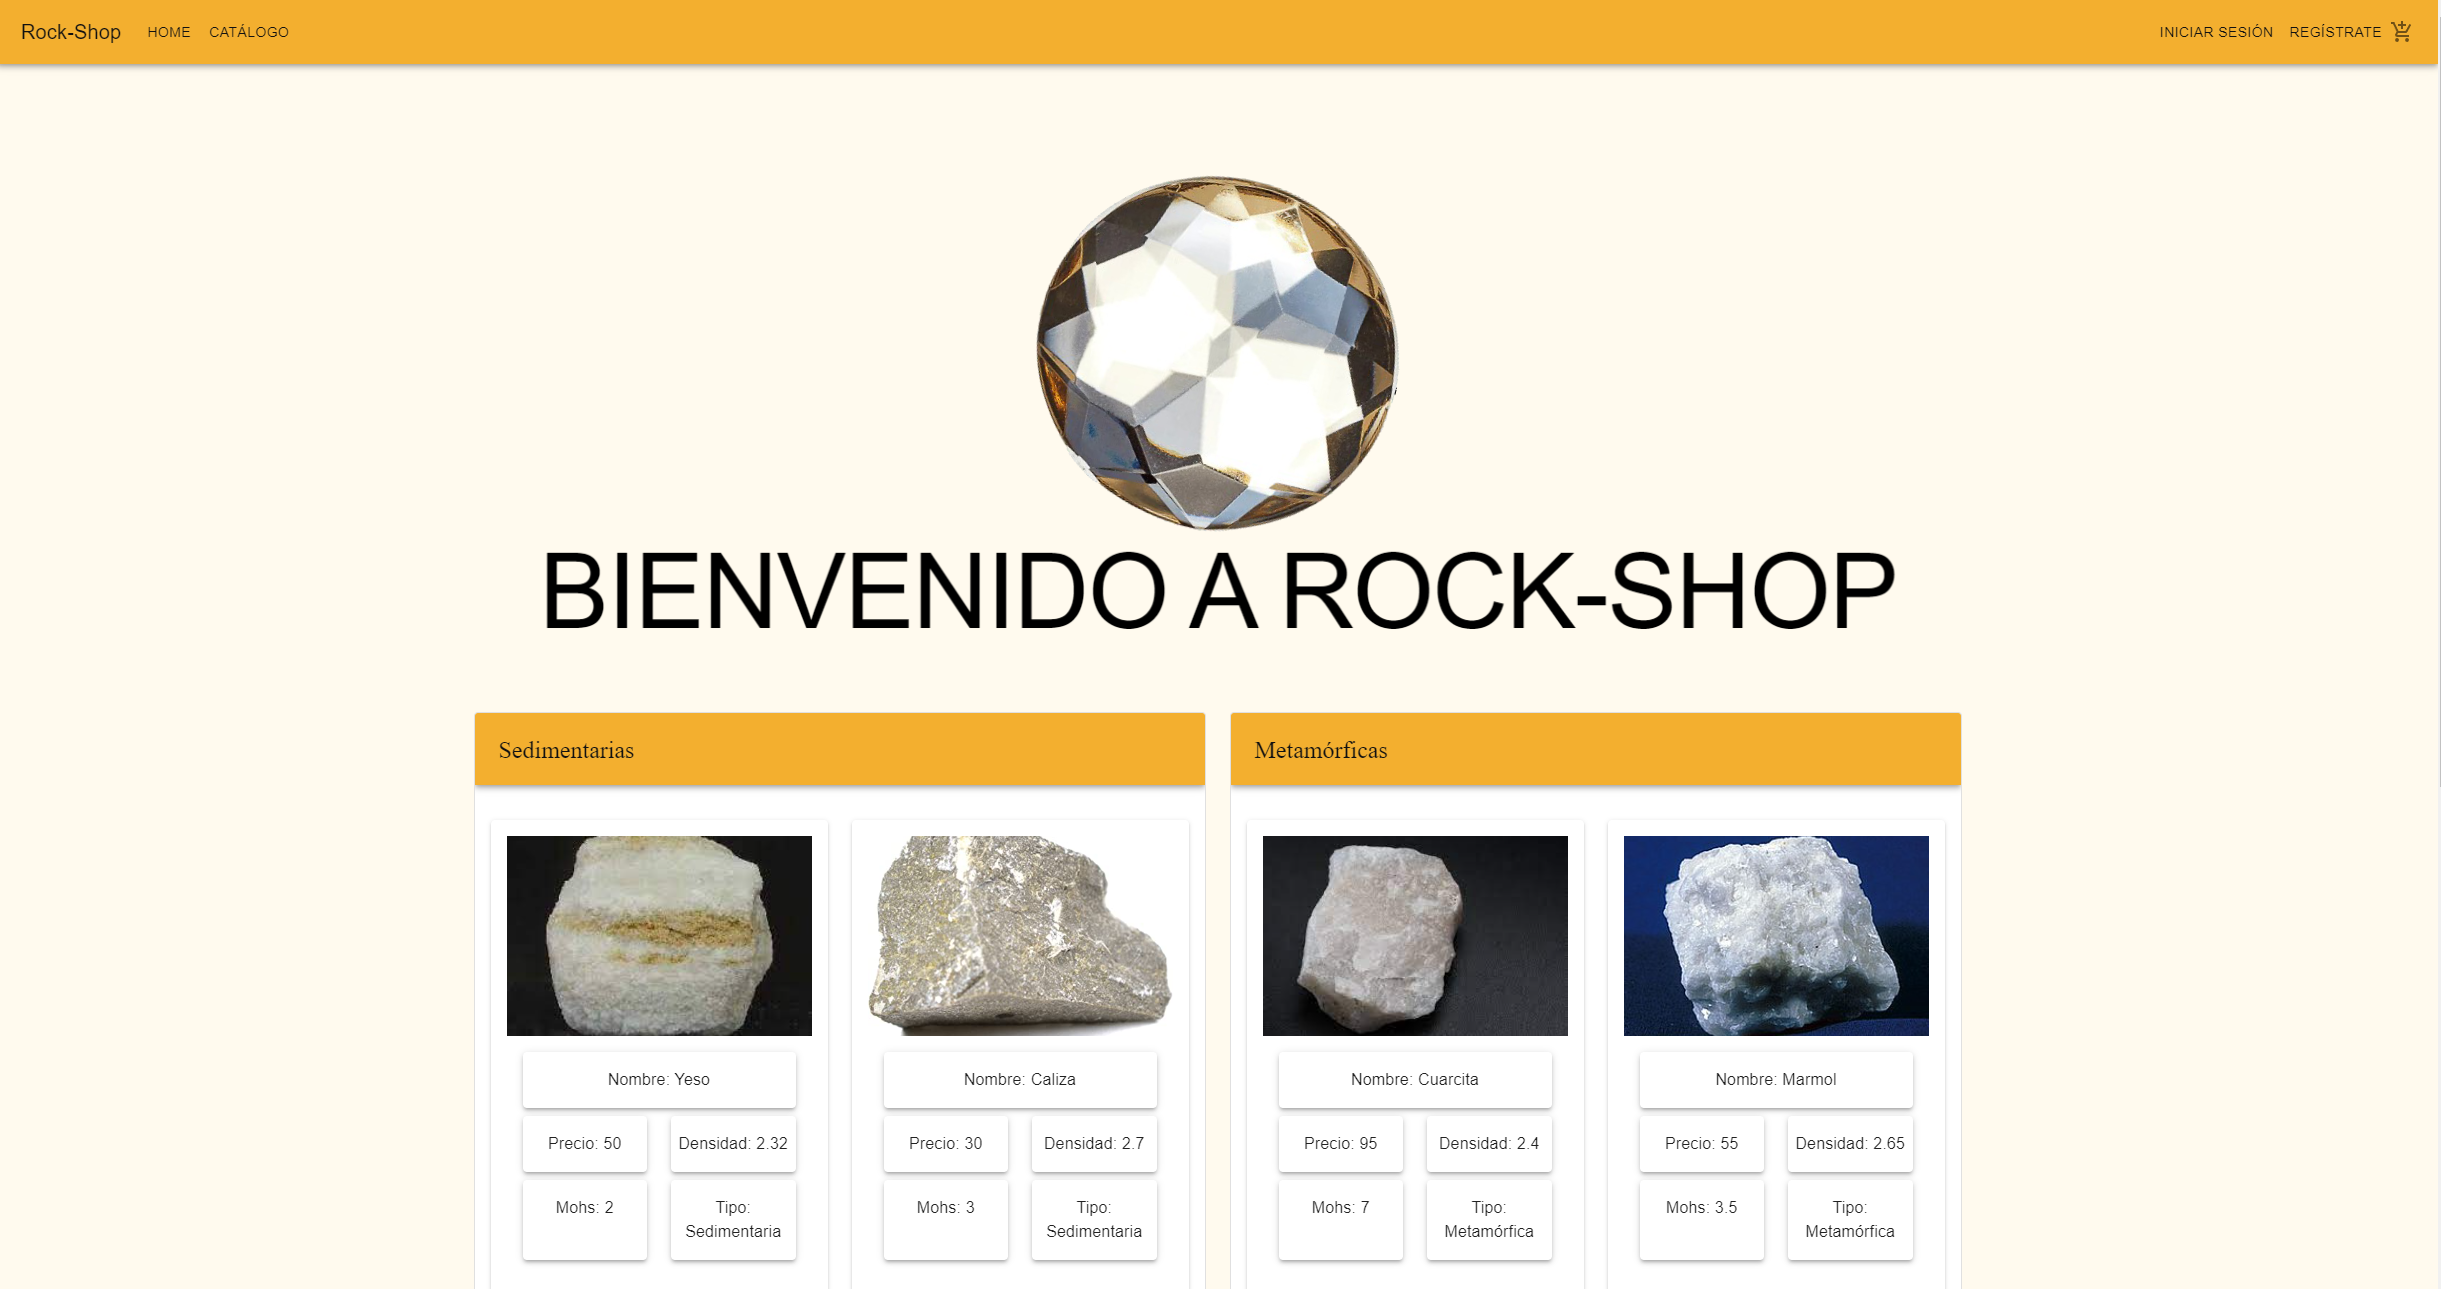 Rock-Shop HOME CATÁLOGO INICIAR SESIÓN REGÍSTRATE
BIENVENIDO A ROCK-SHOP
Sedimentarias
Nombre: Yeso
Precio: 50
Densidad: 2.32
Mohs: 2
Tipo:
Sedimentaria
Nombre: Caliza
Precio: 30
Densidad: 2.7
Mohs: 3
Tipo:
Sedimentaria
Metamórficas
Nombre: Cuarcita
Precio: 95
Densidad: 2.4
Mohs: 7
Tipo:
Metamórfica
Nombre: Marmol
Precio: 55
Densidad: 2.65
Mohs: 3.5
Tipo:
Metamórfica